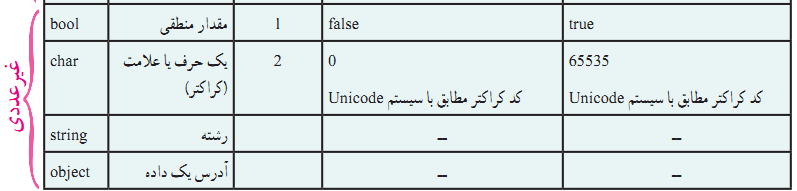 غیرعددی
bool مقدار منطقی 1 false true
char یک حرف یا علامت 2 0 65535
(کراکتر) کد کراکتر مطابق با سیستم Unicode کد کراکتر مطابق با سیستم Unicode
string رشته – –
object آدرس یک داده – –